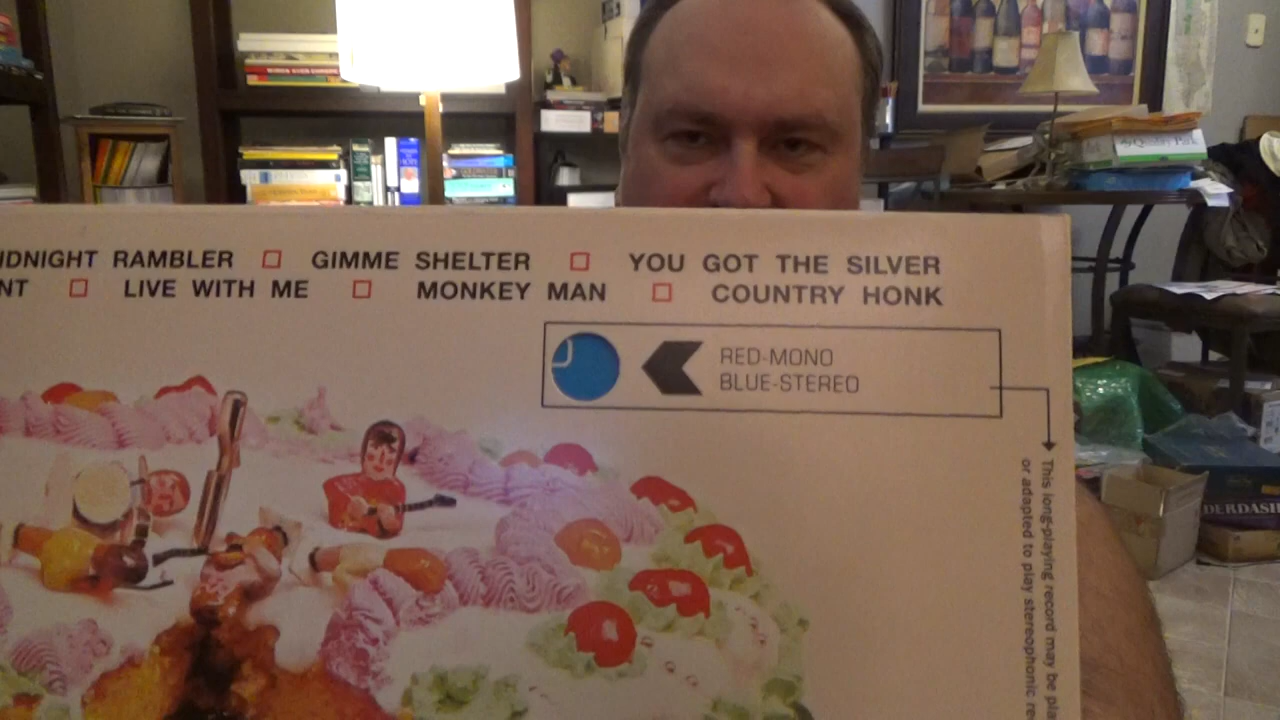 IDNIGHT RAMBLER □ GIMME SHELTER □ YOU GOT THE SILVER
NT □ LIVE WITH ME □ MONKEY MAN □ COUNTRY HONK
RED-MONO
BLUE-STEREO
This long-playing record may be pla
or adapted to play stereophonic re
DERDASH